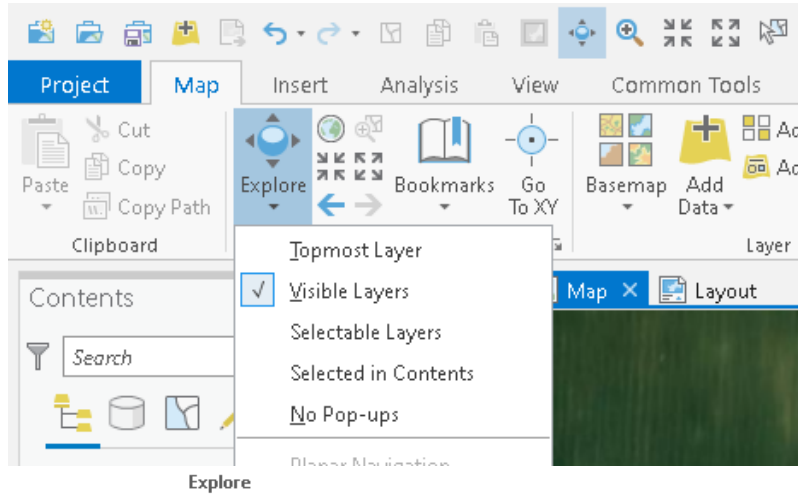 Project Map Insert Analysis View Common Tools
Cut
Copy
Copy Path
Paste
Clipboard
Explore
Bookmarks
Go
To XY
Basemap
Add
Data
Layer
Topmost Layer
Visible Layers
Selectable Layers
Selected in Contents
No Pop-ups
Planar Navigation
Contents
Search
Map
Layout
Explore